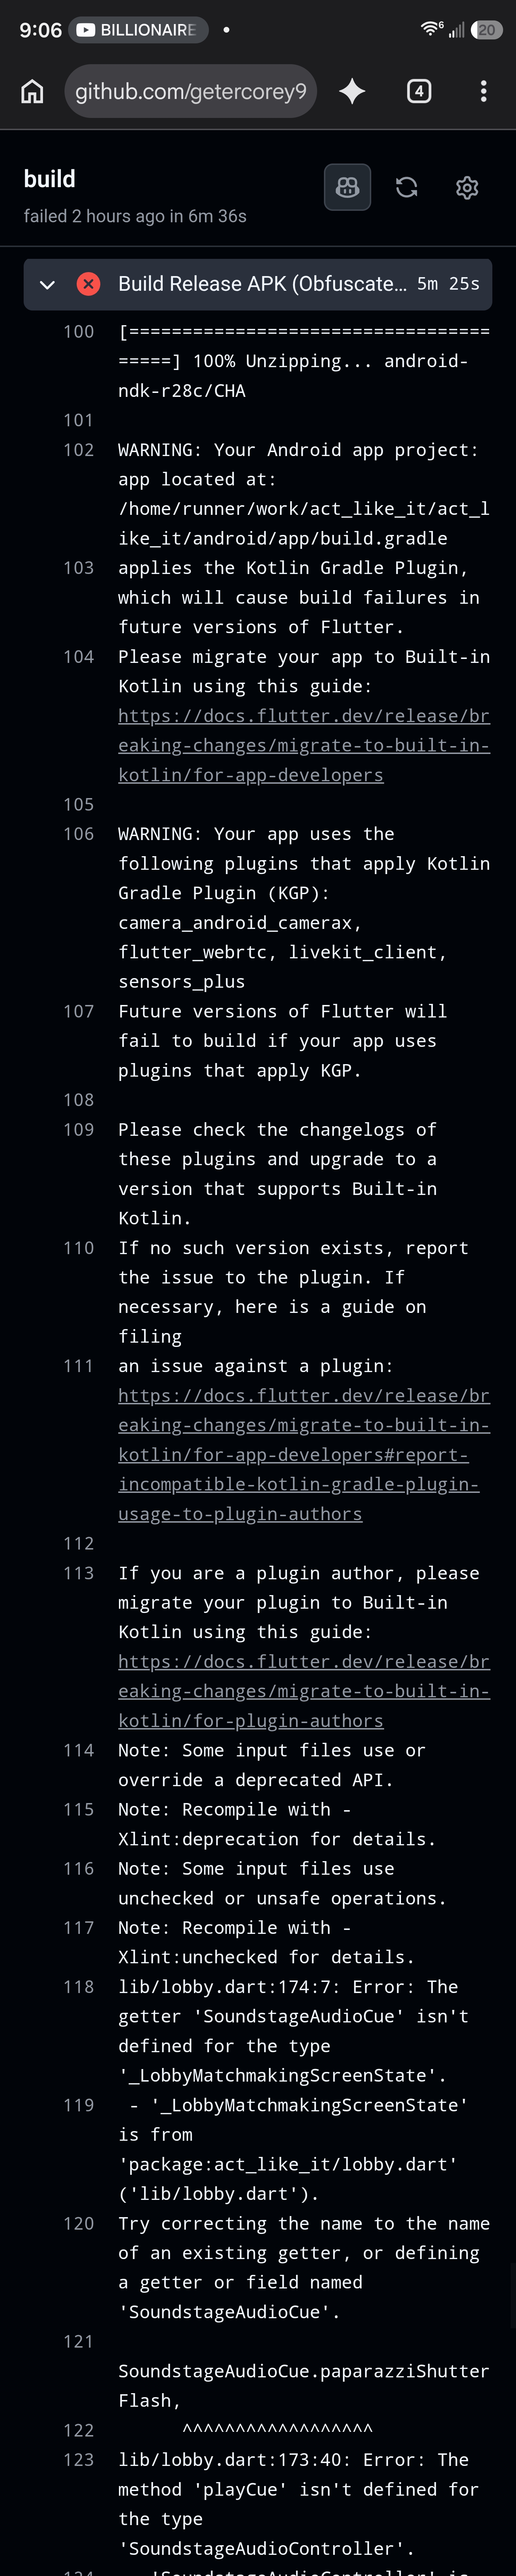 9:06 BILLIONAIRE 6 20
github.com/getercorey9 4
build
failed 2 hours ago in 6m 36s
Build Release APK (Obfuscate... 5m 25s
100 [==================================
=====] 100% Unzipping... android-
ndk-r28c/CHA
101
102 WARNING: Your Android app project:
app located at:
/home/runner/work/act_like_it/act_l
ike_it/android/app/build.gradle
103 applies the Kotlin Gradle Plugin,
which will cause build failures in
future versions of Flutter.
104 Please migrate your app to Built-in
Kotlin using this guide:
https://docs.flutter.dev/release/br
eaking-changes/migrate-to-built-in-
kotlin/for-app-developers
105
106 WARNING: Your app uses the
following plugins that apply Kotlin
Gradle Plugin (KGP):
camera_android_camerax,
flutter_webrtc, livekit_client,
sensors_plus
107 Future versions of Flutter will
fail to build if your app uses
plugins that apply KGP.
108
109 Please check the changelogs of
these plugins and upgrade to a
version that supports Built-in
Kotlin.
110 If no such version exists, report
the issue to the plugin. If
necessary, here is a guide on
filing
111 an issue against a plugin:
https://docs.flutter.dev/release/br
eaking-changes/migrate-to-built-in-
kotlin/for-app-developers#report-
incompatible-kotlin-gradle-plugin-
usage-to-plugin-authors
112
113 If you are a plugin author, please
migrate your plugin to Built-in
Kotlin using this guide:
https://docs.flutter.dev/release/br
eaking-changes/migrate-to-built-in-
kotlin/for-plugin-authors
114 Note: Some input files use or
override a deprecated API.
115 Note: Recompile with -
Xlint:deprecation for details.
116 Note: Some input files use
unchecked or unsafe operations.
117 Note: Recompile with -
Xlint:unchecked for details.
118 lib/lobby.dart:174:7: Error: The
getter 'SoundstageAudioCue' isn't
defined for the type
'_LobbyMatchmakingScreenState'.
119 - '_LobbyMatchmakingScreenState'
is from
'package:act_like_it/lobby.dart'
('lib/lobby.dart').
120 Try correcting the name to the name
of an existing getter, or defining
a getter or field named
'SoundstageAudioCue'.
121
SoundstageAudioCue.paparazziShutter
Flash,
122 ^^^^^^^^^^^^^^^^^^
123 lib/lobby.dart:173:40: Error: The
method 'playCue' isn't defined for
the type
'SoundstageAudioController'.
124 - 'SoundstageAudioController' is